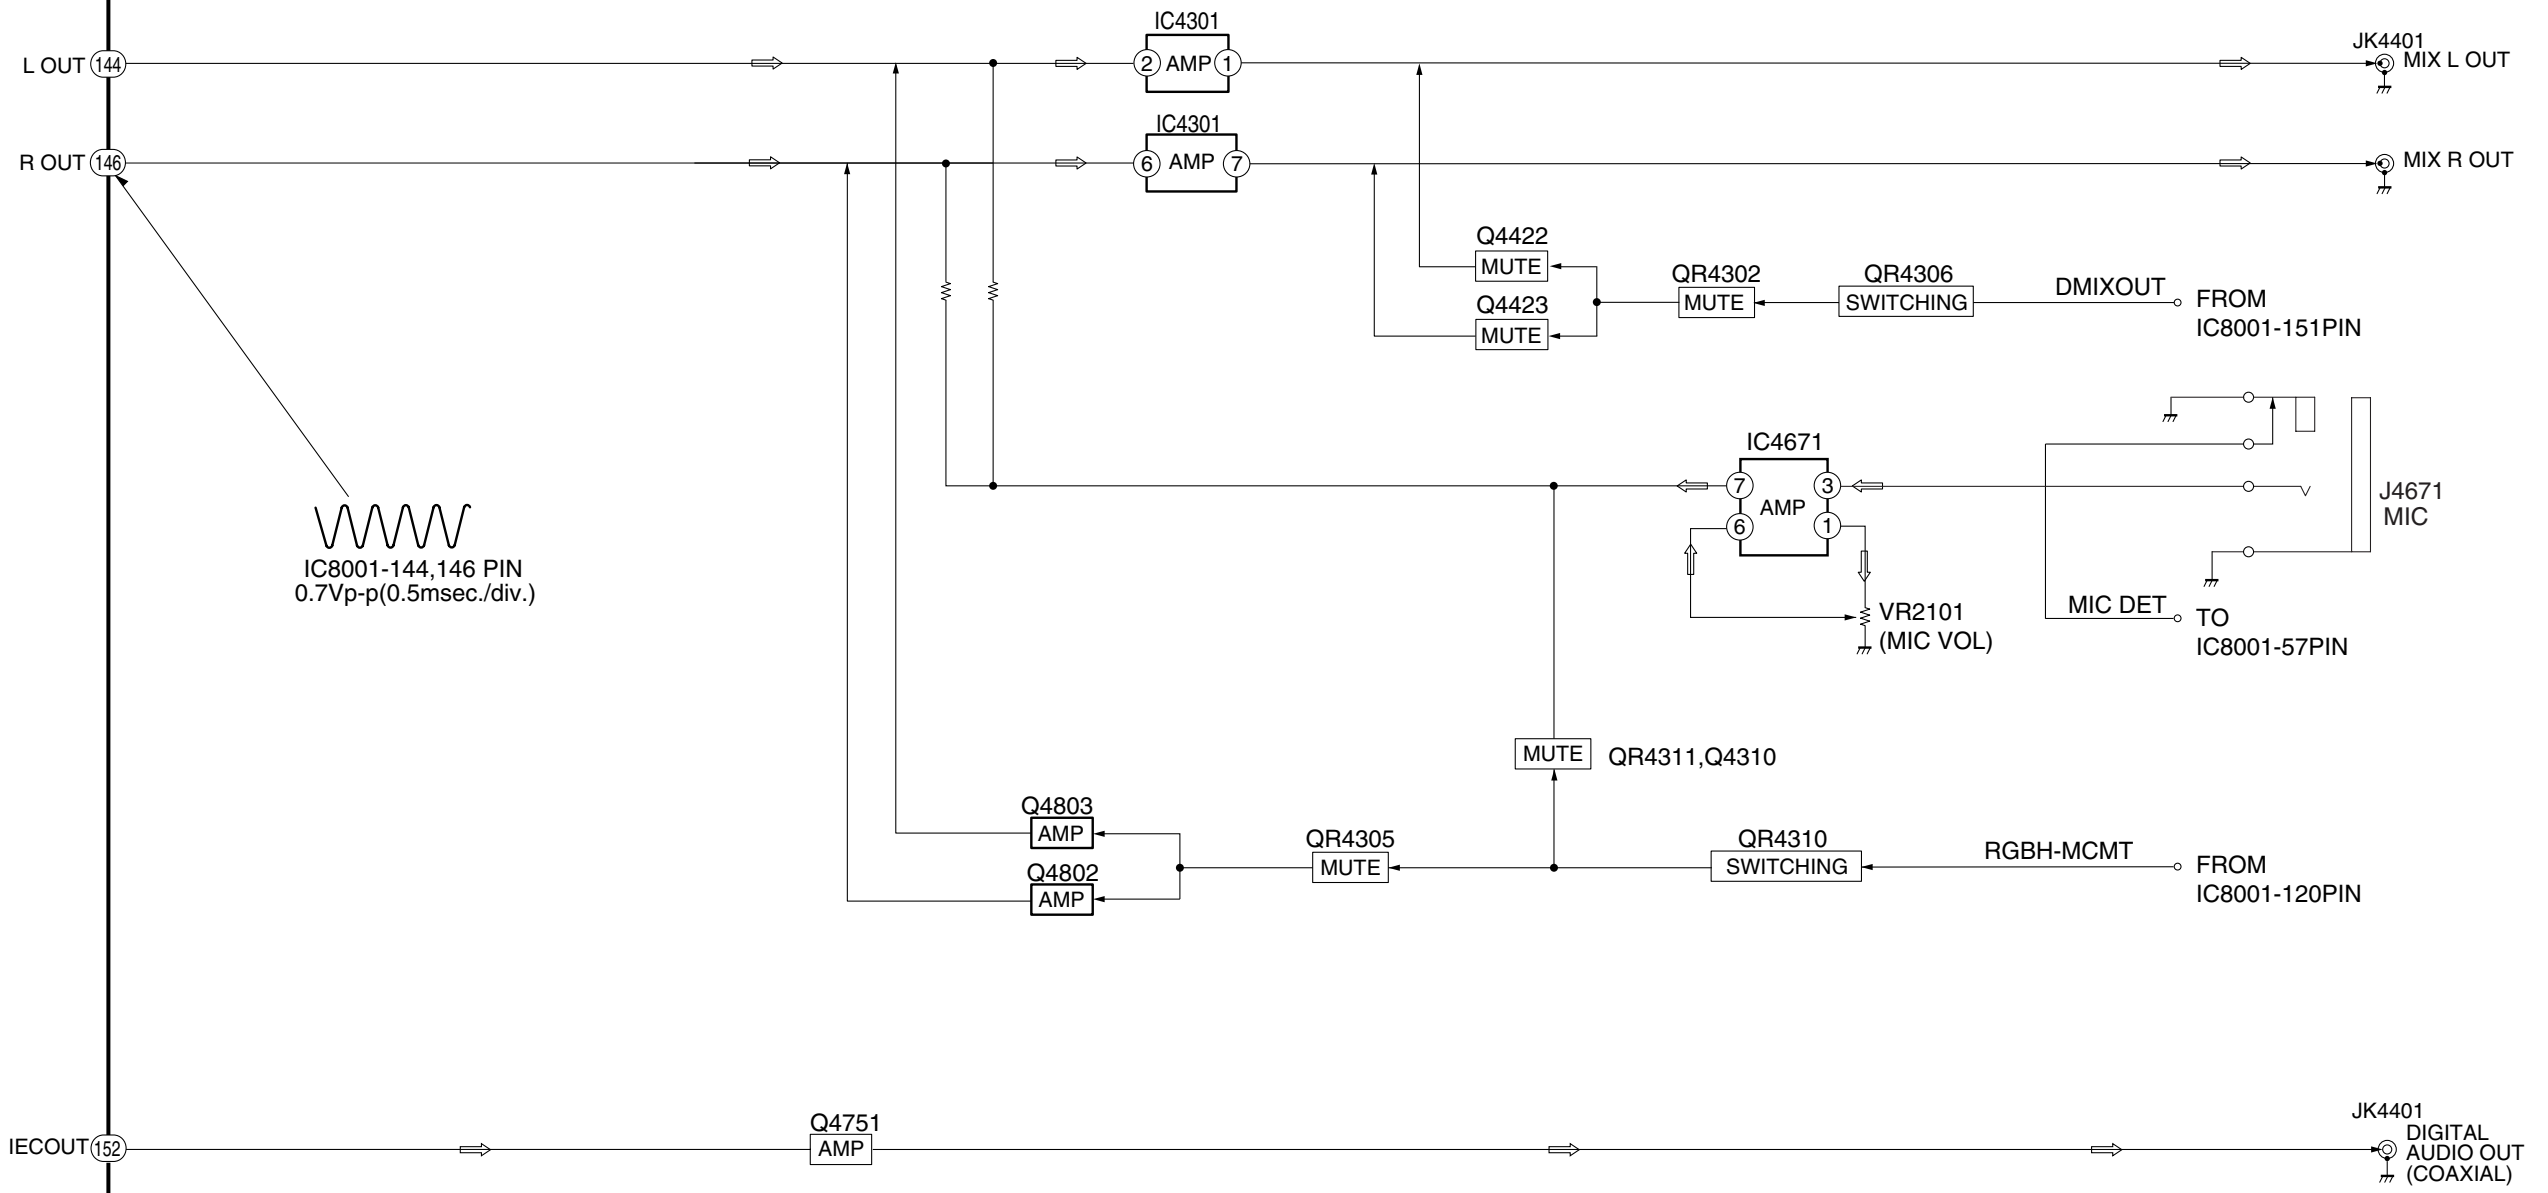 IC4301
L OUT 144
2 AMP 1
JK4401
MIX L OUT
IC4301
R OUT 146
6 AMP 7
MIX R OUT
Q4422
MUTE
Q4423
MUTE
QR4302
MUTE
QR4306
SWITCHING
DMIXOUT
FROM
IC8001-151PIN
IC4671
7 3
AMP
6 1
J4671
MIC
IC8001-144,146 PIN
0.7Vp-p(0.5msec./div.)
VR2101
(MIC VOL)
MIC DET
TO
IC8001-57PIN
MUTE QR4311,Q4310
Q4803
AMP
Q4802
AMP
QR4305
MUTE
QR4310
SWITCHING
RGBH-MCMT
FROM
IC8001-120PIN
IECOUT 152
Q4751
AMP
JK4401
DIGITAL
AUDIO OUT
(COAXIAL)